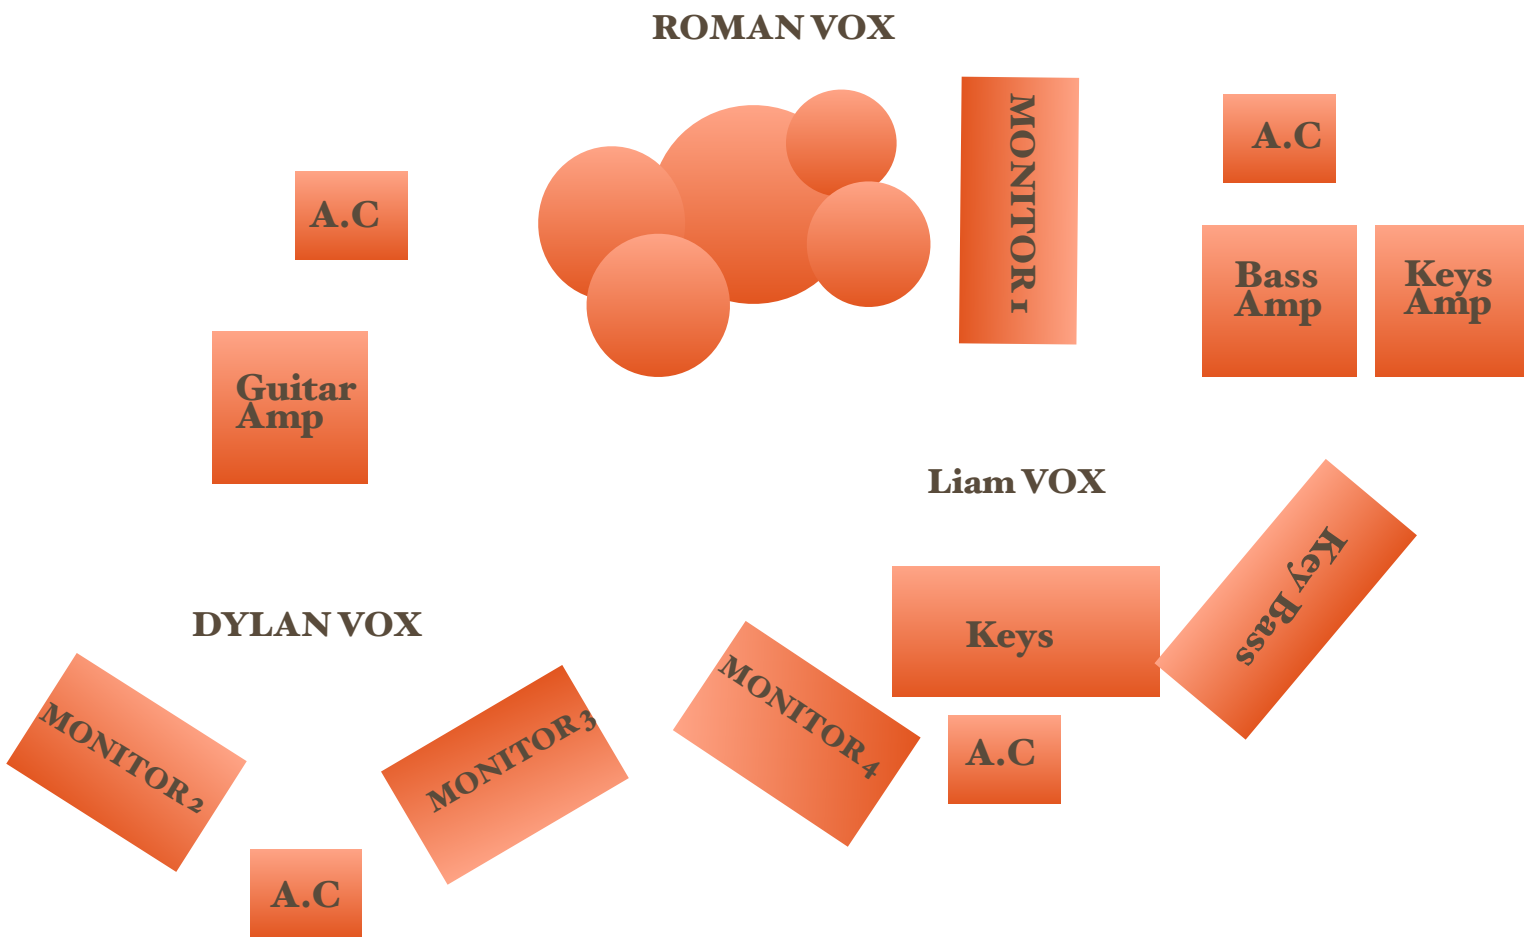 ROMAN VOX
MONITOR 1
A.C
A.C
Bass
Amp
Keys
Amp
Guitar
Amp
Liam VOX
Key Bass
DYLAN VOX
Keys
MONITOR 2
MONITOR 3
MONITOR 4
A.C
A.C